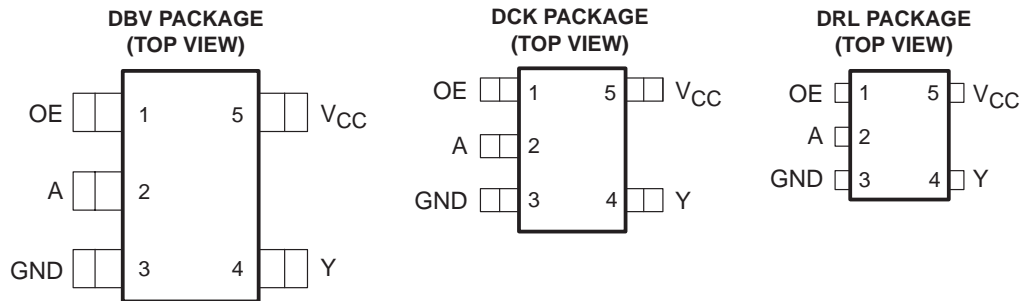 DBV PACKAGE
(TOP VIEW)
OE 1 5 VCC
A 2
GND 3 4 Y
DCK PACKAGE
(TOP VIEW)
OE 1 5 VCC
A 2
GND 3 4 Y
DRL PACKAGE
(TOP VIEW)
OE 1 5 VCC
A 2
GND 3 4 Y